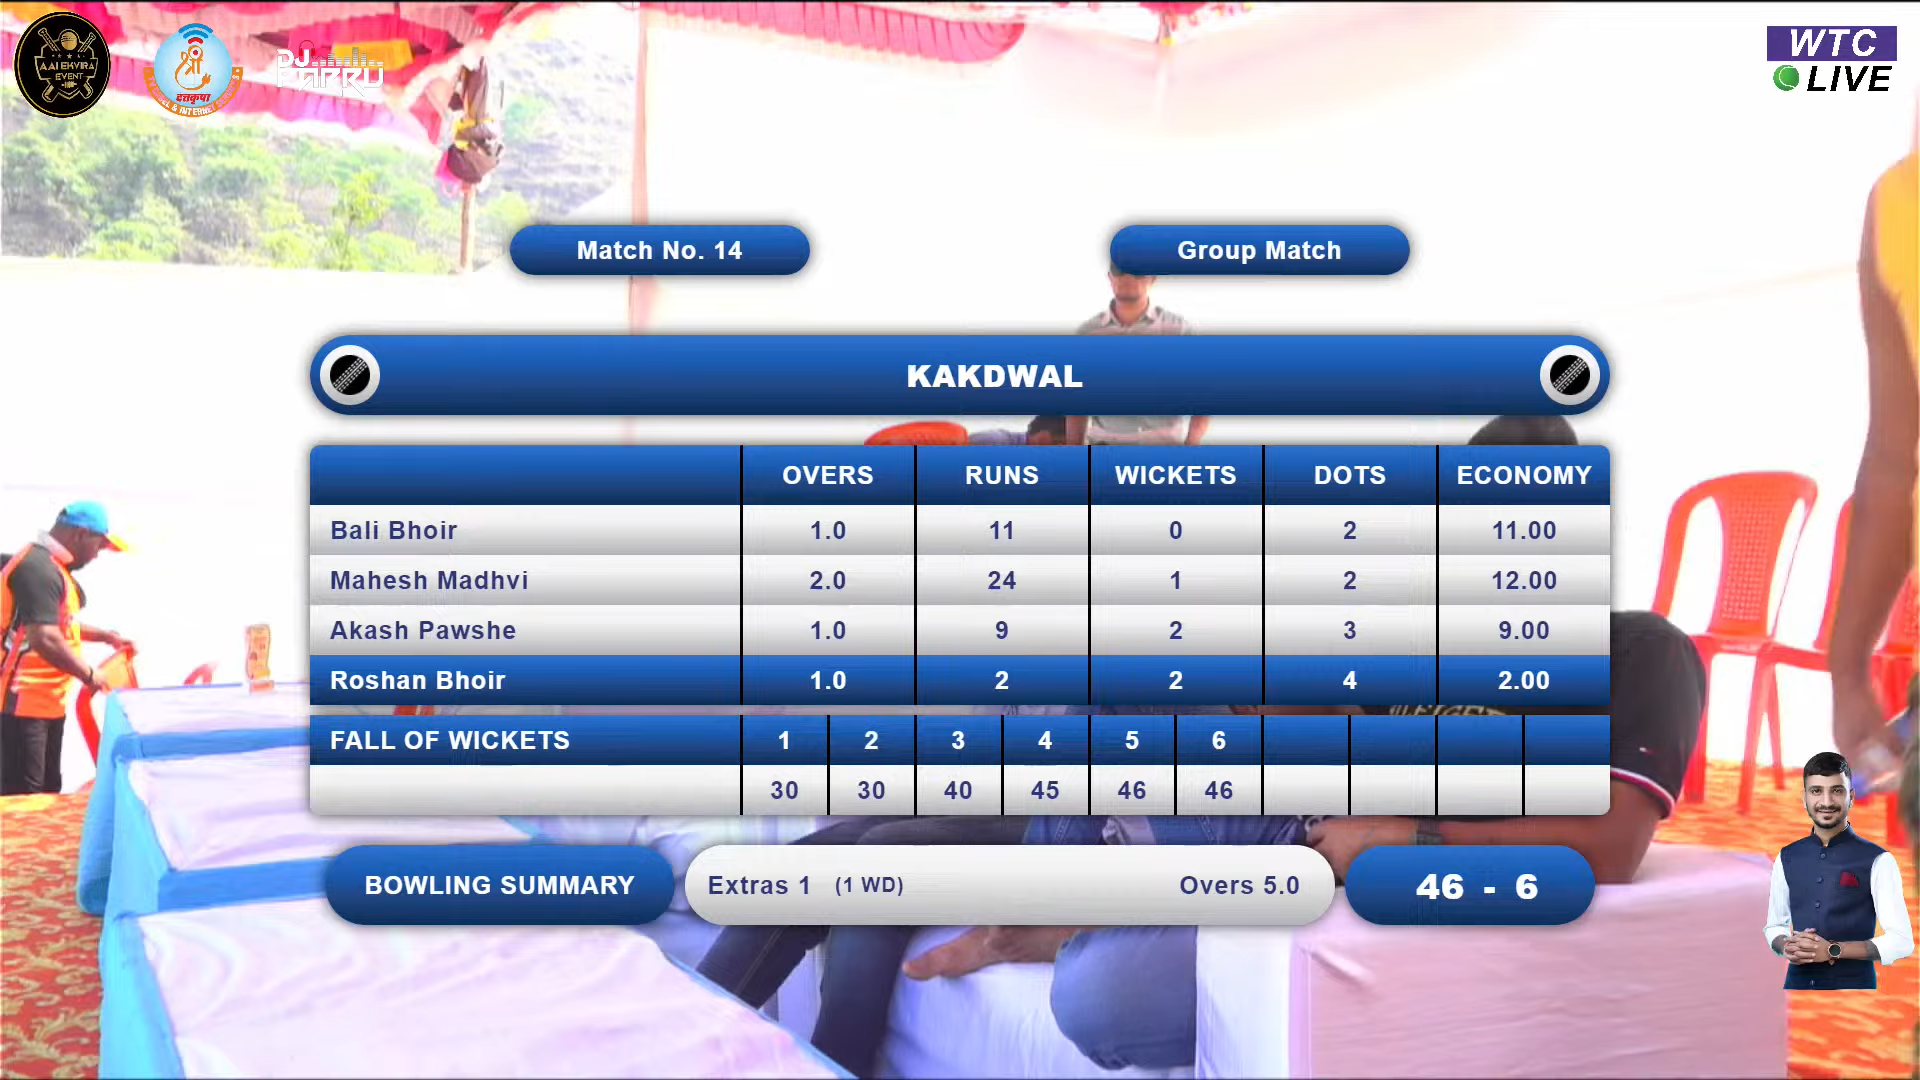 AAI EKVIRA
EVENT
श्री
दत्तकृपा
DJ
WTC
LIVE
Match No. 14
Group Match
KAKDWAL
OVERS RUNS WICKETS DOTS ECONOMY
Bali Bhoir 1.0 11 0 2 11.00
Mahesh Madhvi 2.0 24 1 2 12.00
Akash Pawshe 1.0 9 2 3 9.00
Roshan Bhoir 1.0 2 2 4 2.00
FALL OF WICKETS 1 2 3 4 5 6
30 30 40 45 46 46
BOWLING SUMMARY Extras 1 (1 WD) Overs 5.0 46 - 6